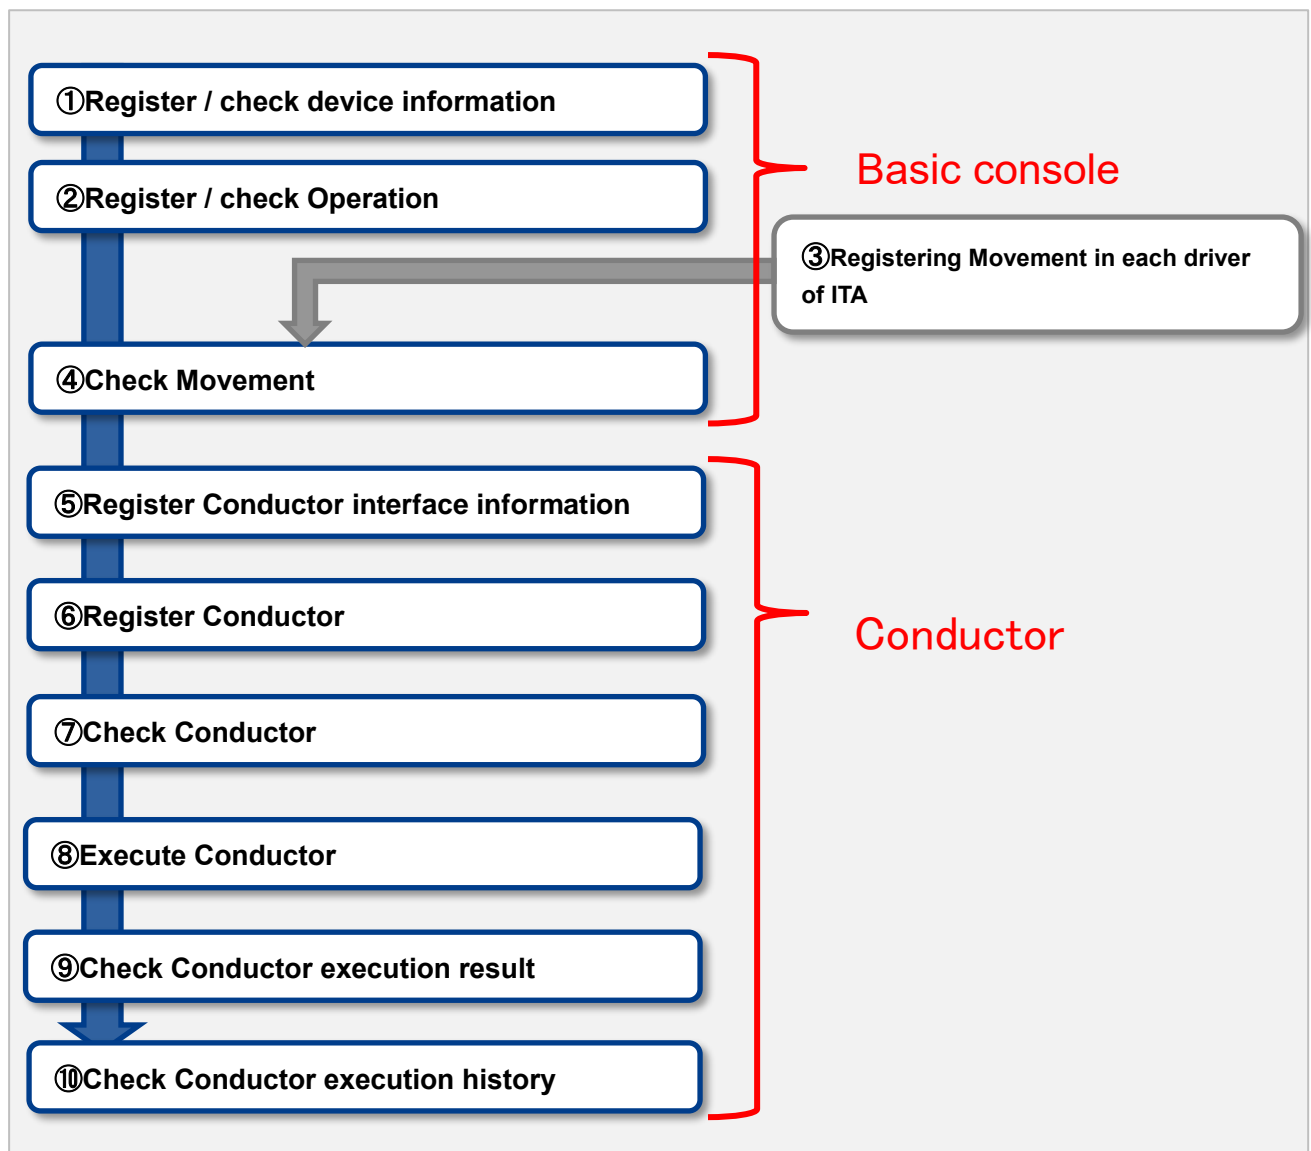 ①Register / check device information
②Register / check Operation
Basic console
③Registering Movement in each driver
of ITA
④Check Movement
⑤Register Conductor interface information
⑥Register Conductor
Conductor
⑦Check Conductor
⑧Execute Conductor
⑨Check Conductor execution result
⑩Check Conductor execution history